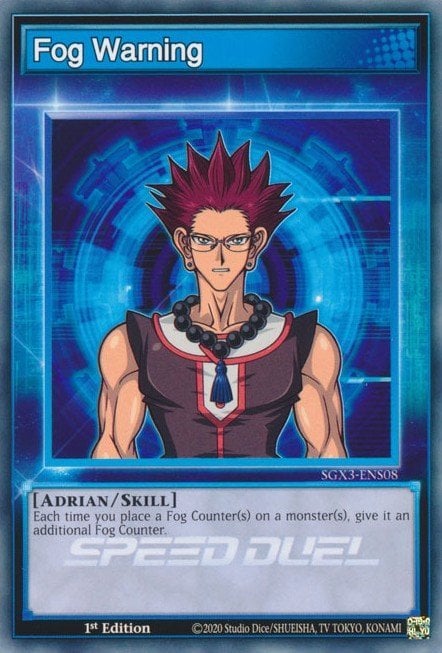 Fog Warning
SGX3-ENS08
[ADRIAN/SKILL]
Each time you place a Fog Counter(s) on a monster(s), give it an
additional Fog Counter.
SPEED DUEL
1st Edition
©2020 Studio Dice/SHUEISHA, TV TOKYO, KONAMI